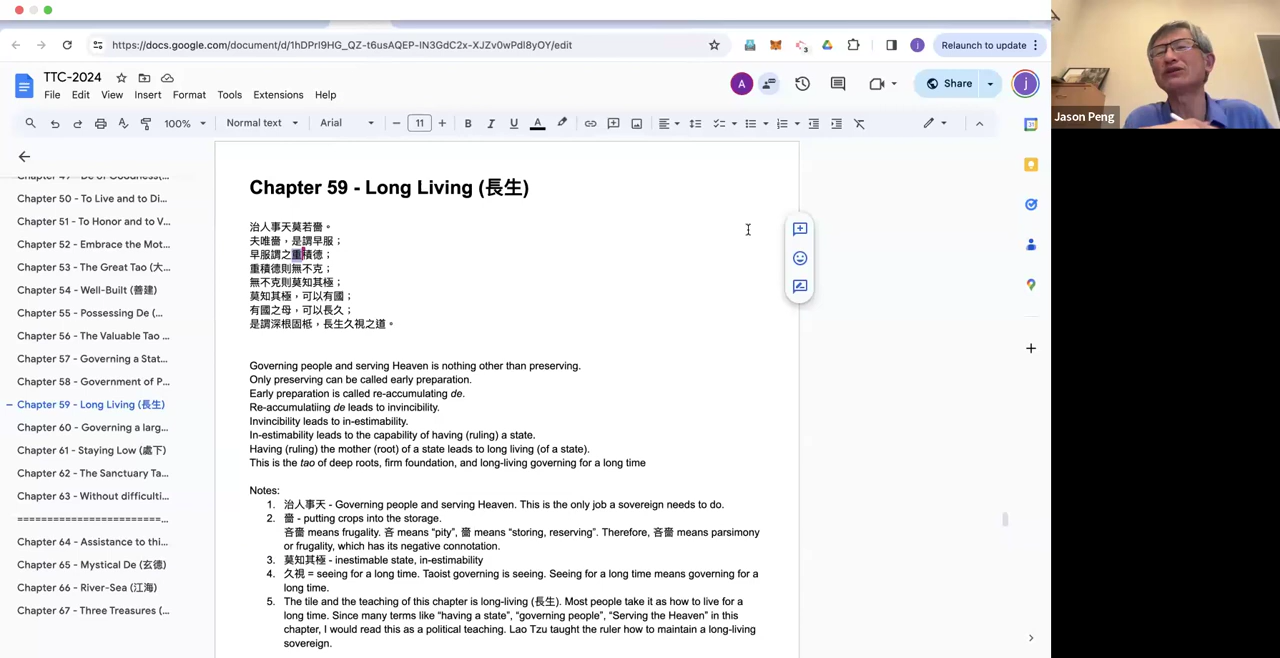 https://docs.google.com/document/d/1hDPrI9HG_QZ-t6usAQEP-IN3GdC2x-XJZv0wPdl8yOY/edit
3
j
Relaunch to update
TTC-2024
File Edit View Insert Format Tools Extensions Help
A
Share
j
100%
Normal text
Arial
11
B I U A
Chapter 50 - To Live and to Di...
Chapter 51 - To Honor and to V...
Chapter 52 - Embrace the Mot...
Chapter 53 - The Great Tao (大...
Chapter 54 - Well-Built (善建)
Chapter 55 - Possessing De (...
Chapter 56 - The Valuable Tao ...
Chapter 57 - Governing a Stat...
Chapter 58 - Government of P...
Chapter 59 - Long Living (長生)
Chapter 60 - Governing a larg...
Chapter 61 - Staying Low (處下)
Chapter 62 - The Sanctuary Ta...
Chapter 63 - Without difficulti...
========================...
Chapter 64 - Assistance to thi...
Chapter 65 - Mystical De (玄德)
Chapter 66 - River-Sea (江海)
Chapter 67 - Three Treasures (...
Chapter 59 - Long Living (長生)
治人事天莫若嗇。
夫唯嗇，是謂早服；
早服謂之重積德；
重積德則無不克；
無不克則莫知其極；
莫知其極，可以有國；
有國之母，可以長久；
是謂深根固柢，長生久視之道。
Governing people and serving Heaven is nothing other than preserving.
Only preserving can be called early preparation.
Early preparation is called re-accumulating de.
Re-accumulatiing de leads to invincibility.
Invincibility leads to in-estimability.
In-estimability leads to the capability of having (ruling) a state.
Having (ruling) the mother (root) of a state leads to long living (of a state).
This is the tao of deep roots, firm foundation, and long-living governing for a long time
Notes:
1. 治人事天 - Governing people and serving Heaven. This is the only job a sovereign needs to do.
2. 嗇 - putting crops into the storage.
吝嗇 means frugality. 吝 means “pity”, 嗇 means “storing, reserving”. Therefore, 吝嗇 means parsimony
or frugality, which has its negative connotation.
3. 莫知其極 - inestimable state, in-estimability
4. 久視 = seeing for a long time. Taoist governing is seeing. Seeing for a long time means governing for a
long time.
5. The tile and the teaching of this chapter is long-living (長生). Most people take it as how to live for a
long time. Since many terms like “having a state”, “governing people”, “Serving the Heaven” in this
chapter, I would read this as a political teaching. Lao Tzu taught the ruler how to maintain a long-living
sovereign.
Jason Peng